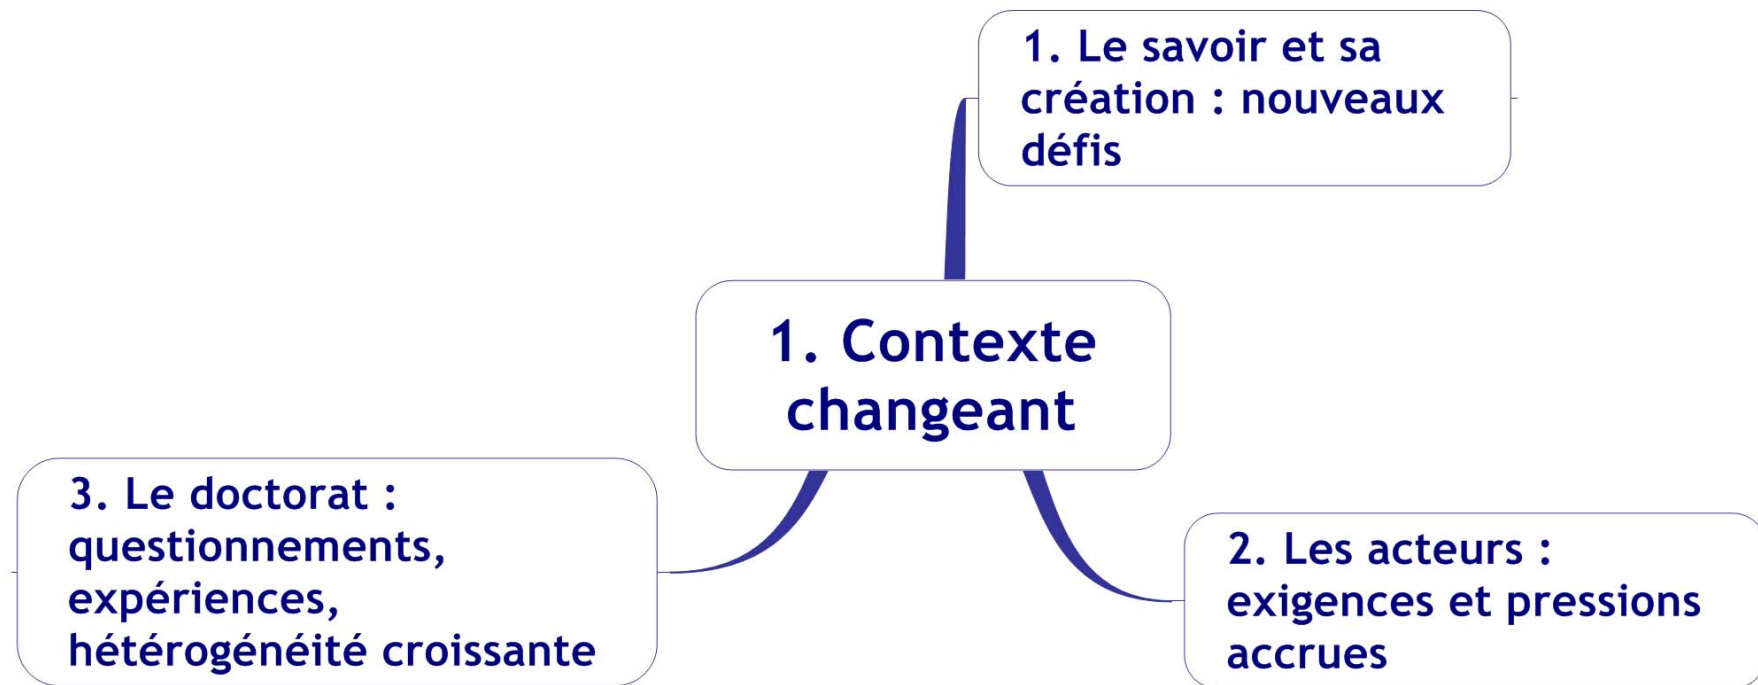 1. Le savoir et sa
création : nouveaux
défis
1. Contexte
changeant
3. Le doctorat :
questionnements,
expériences,
hétérogénéité croissante
2. Les acteurs :
exigences et pressions
accrues